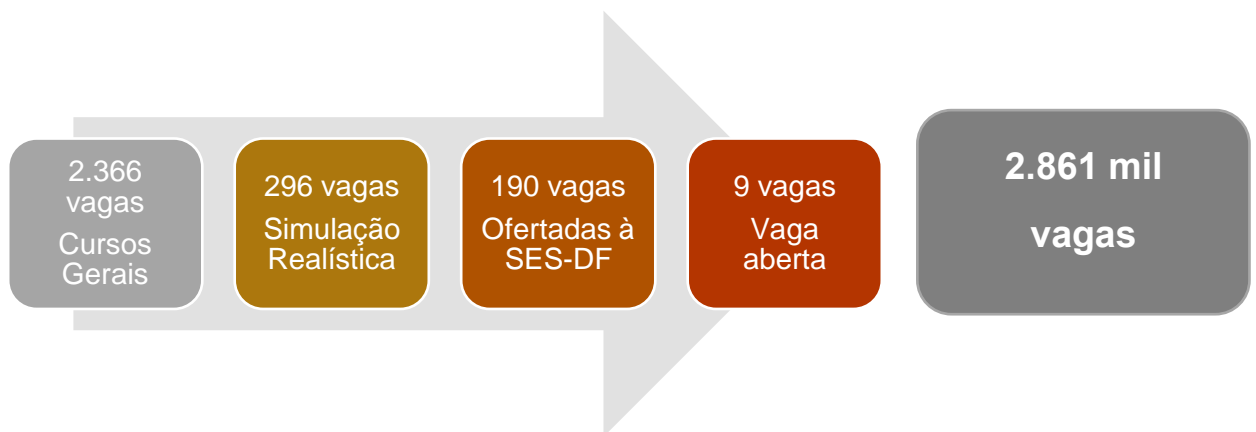 2.366
vagas
Cursos
Gerais
296 vagas
Simulação
Realística
190 vagas
Ofertadas à
SES-DF
9 vagas
Vaga
aberta
2.861 mil
vagas